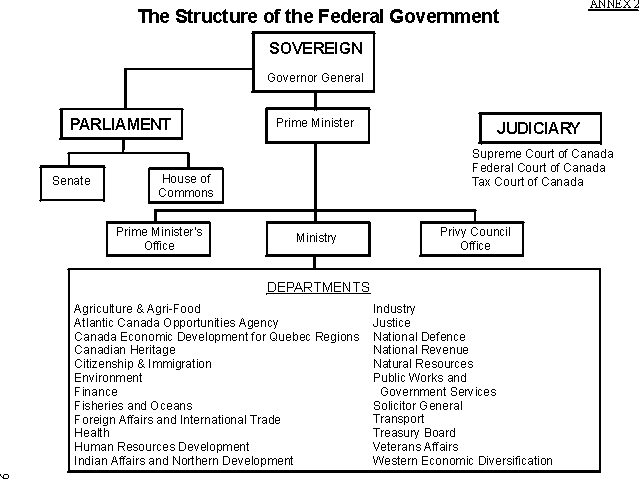 ANNEX 2
The Structure of the Federal Government
SOVEREIGN
Governor General
PARLIAMENT
Prime Minister
JUDICIARY
Supreme Court of Canada
Federal Court of Canada
Tax Court of Canada
Senate
House of
Commons
Prime Minister's
Office
Ministry
Privy Council
Office
DEPARTMENTS
Agriculture & Agri-Food
Atlantic Canada Opportunities Agency
Canada Economic Development for Quebec Regions
Canadian Heritage
Citizenship & Immigration
Environment
Finance
Fisheries and Oceans
Foreign Affairs and International Trade
Health
Human Resources Development
Indian Affairs and Northern Development
Industry
Justice
National Defence
National Revenue
Natural Resources
Public Works and
Government Services
Solicitor General
Transport
Treasury Board
Veterans Affairs
Western Economic Diversification